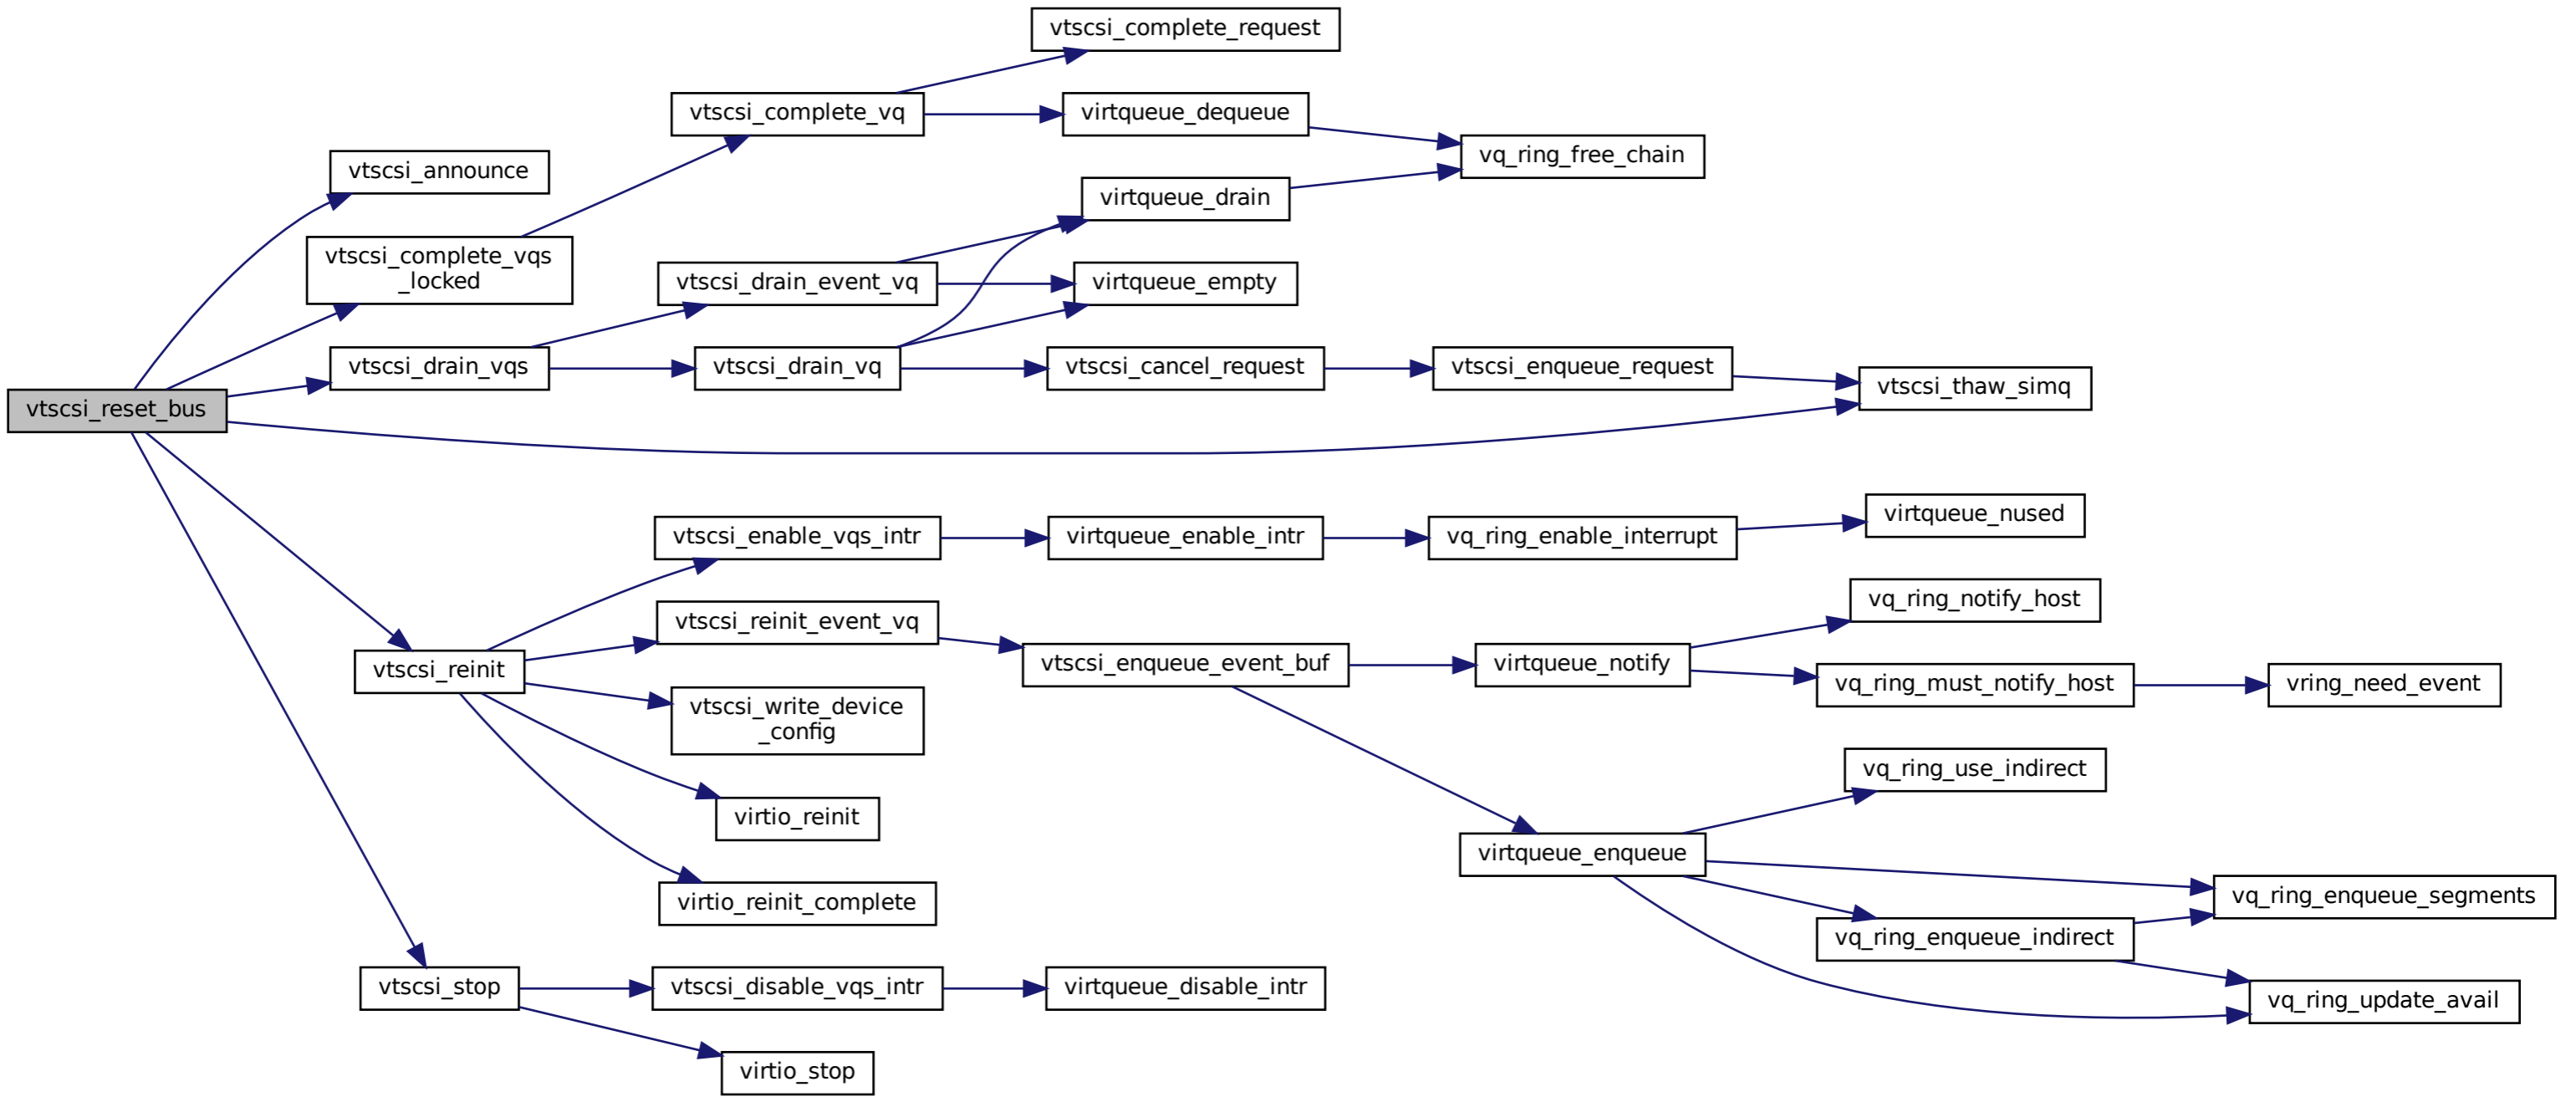 vtscsi_complete_request
vtscsi_complete_vq
virtqueue_dequeue
vq_ring_free_chain
vtscsi_announce
virtqueue_drain
vtscsi_complete_vqs
_locked
vtscsi_drain_event_vq
virtqueue_empty
vtscsi_drain_vqs
vtscsi_drain_vq
vtscsi_cancel_request
vtscsi_enqueue_request
vtscsi_thaw_simq
vtscsi_reset_bus
virtqueue_nused
vtscsi_enable_vqs_intr
virtqueue_enable_intr
vq_ring_enable_interrupt
vq_ring_notify_host
vtscsi_reinit_event_vq
vtscsi_reinit
vtscsi_enqueue_event_buf
virtqueue_notify
vq_ring_must_notify_host
vring_need_event
vtscsi_write_device
_config
vq_ring_use_indirect
virtio_reinit
virtqueue_enqueue
vq_ring_enqueue_segments
virtio_reinit_complete
vq_ring_enqueue_indirect
vtscsi_stop
vtscsi_disable_vqs_intr
virtqueue_disable_intr
vq_ring_update_avail
virtio_stop